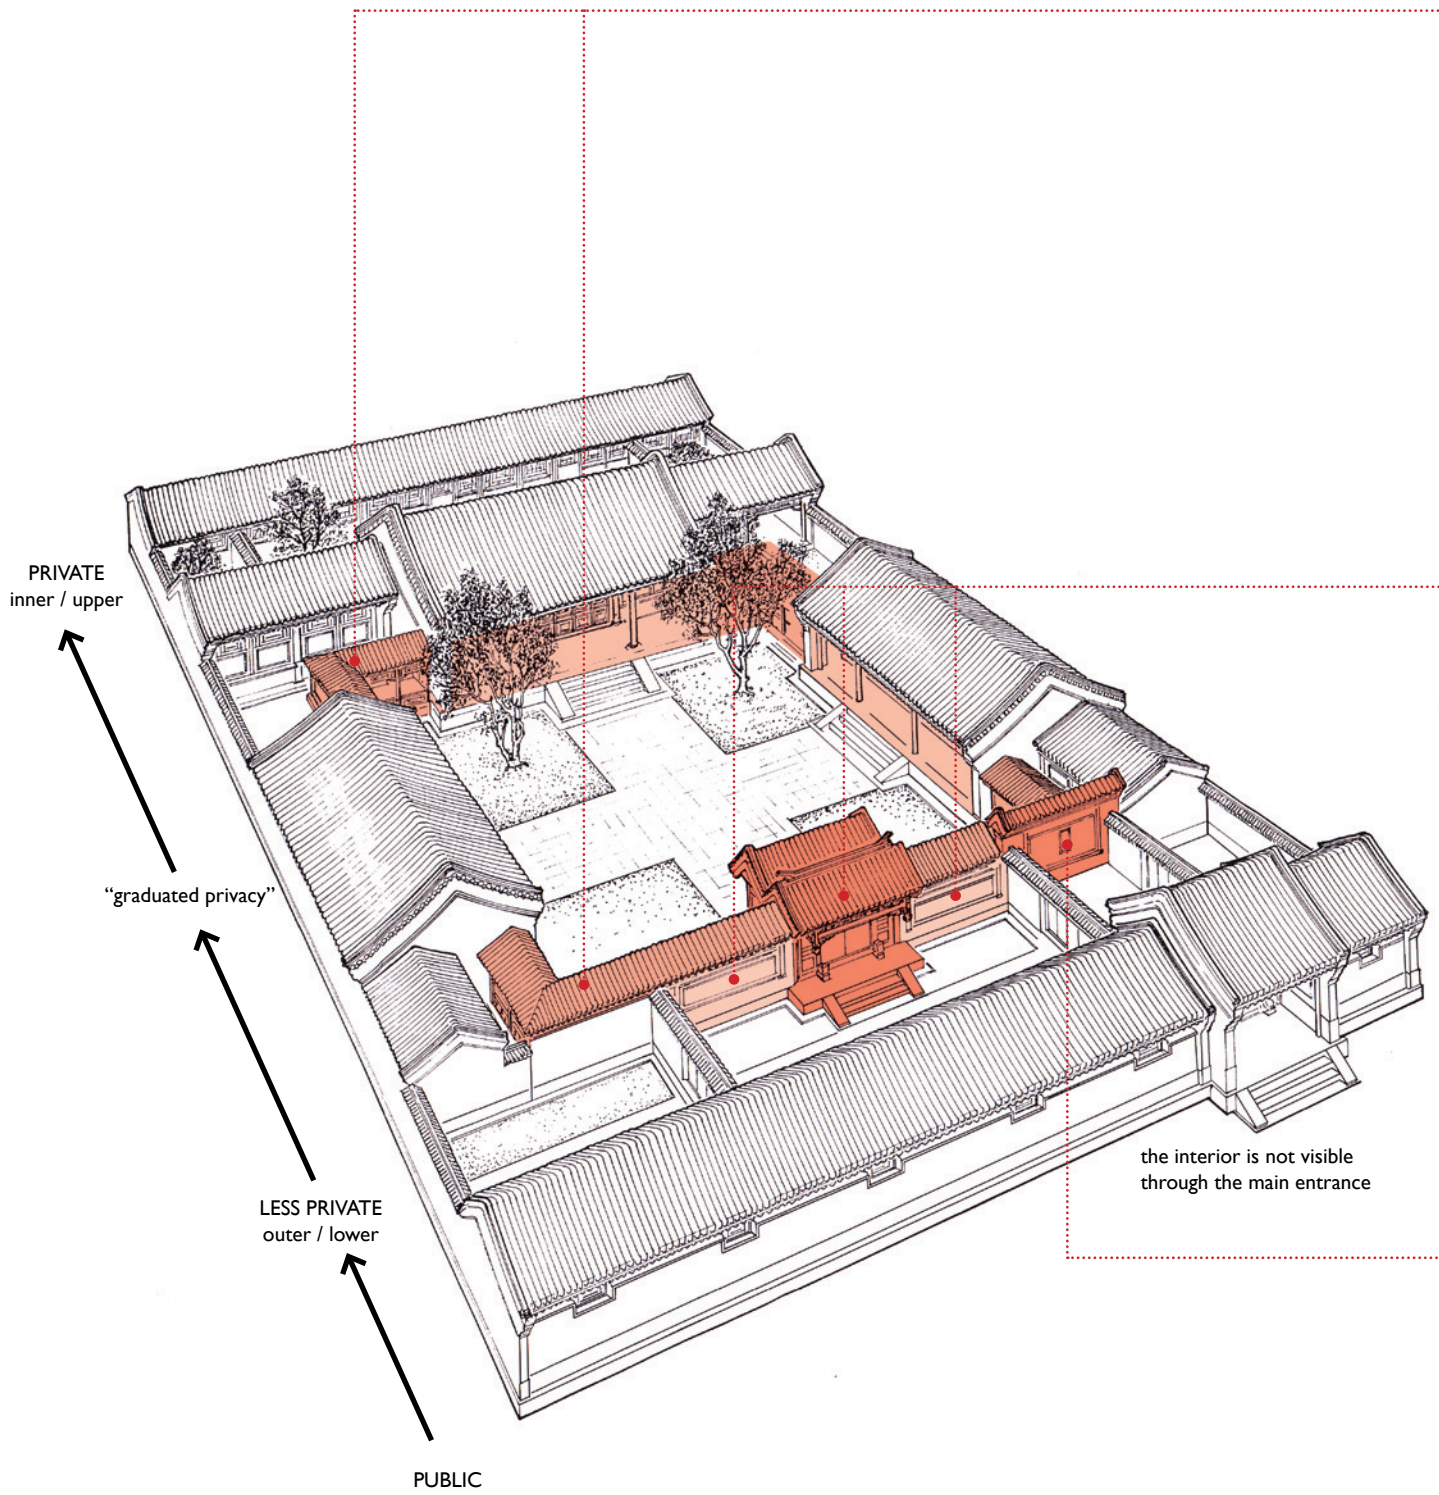 PRIVATE
inner / upper
“graduated privacy”
the interior is not visible
through the main entrance
LESS PRIVATE
outer / lower
PUBLIC